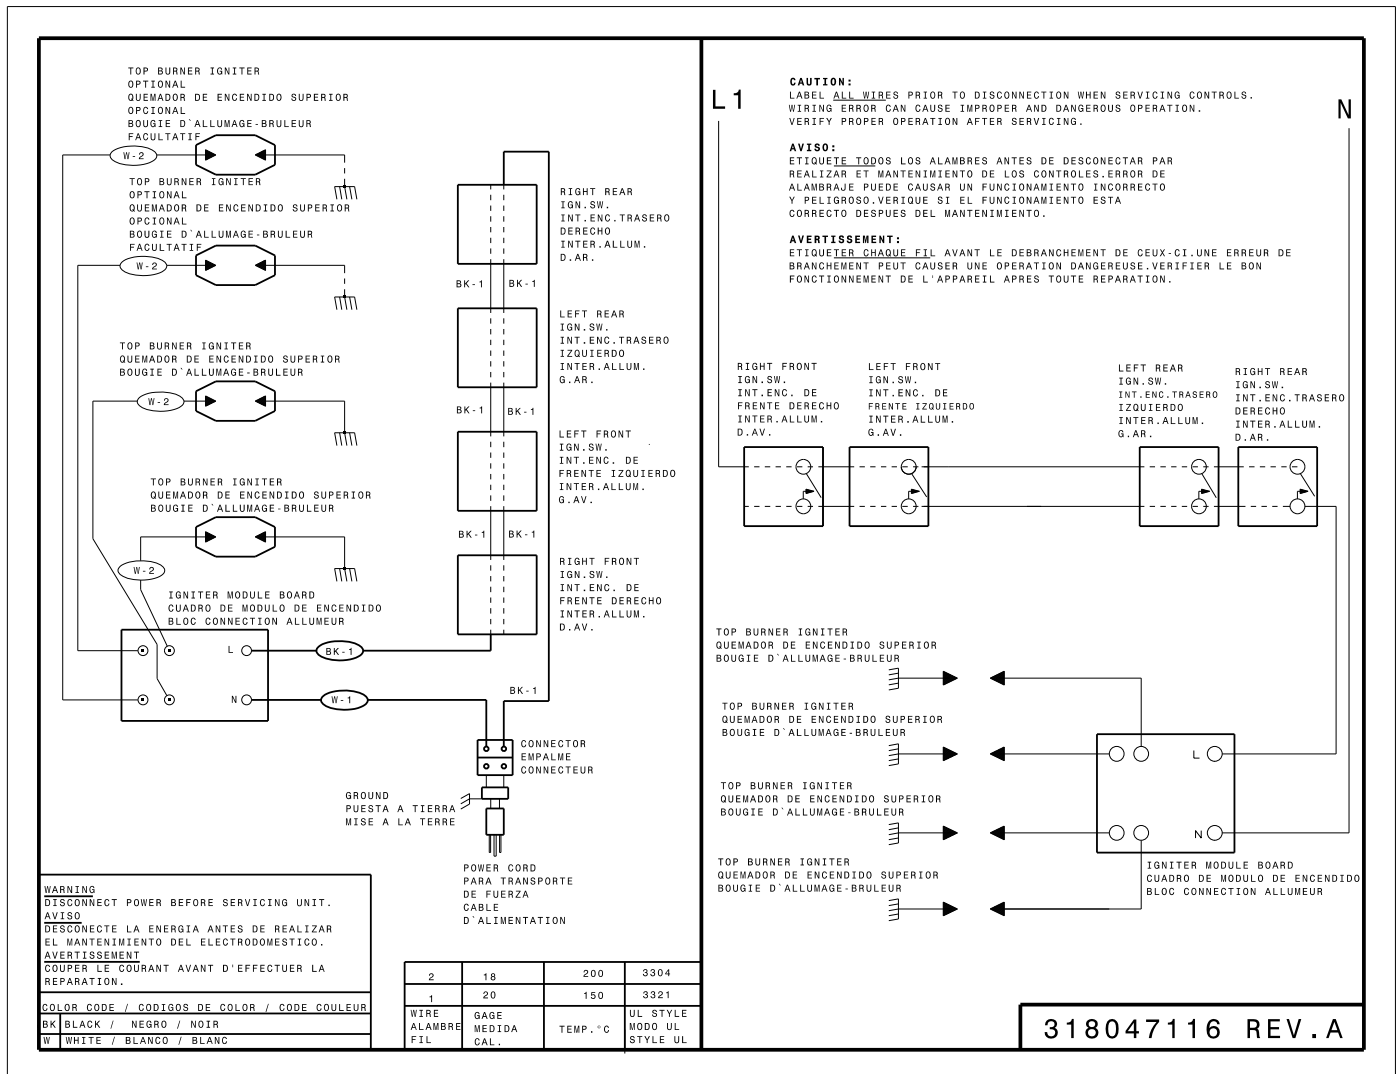 TOP BURNER IGNITER
OPTIONAL
QUEMADOR DE ENCENDIDO SUPERIOR
OPCIONAL
BOUGIE D`ALLUMAGE-BRULEUR
FACULTATIF
W-2
TOP BURNER IGNITER
OPTIONAL
QUEMADOR DE ENCENDIDO SUPERIOR
OPCIONAL
BOUGIE D`ALLUMAGE-BRULEUR
FACULTATIF
W-2
TOP BURNER IGNITER
QUEMADOR DE ENCENDIDO SUPERIOR
BOUGIE D`ALLUMAGE-BRULEUR
W-2
TOP BURNER IGNITER
QUEMADOR DE ENCENDIDO SUPERIOR
BOUGIE D`ALLUMAGE-BRULEUR
W-2
IGNITER MODULE BOARD
CUADRO DE MODULO DE ENCENDIDO
BLOC CONNECTION ALLUMEUR
L
BK-1
N
W-1
RIGHT REAR
IGN.SW.
INT.ENC.TRASERO
DERECHO
INTER.ALLUM.
D.AR.
BK-1 BK-1
LEFT REAR
IGN.SW.
INT.ENC.TRASERO
IZQUIERDO
INTER.ALLUM.
G.AR.
BK-1 BK-1
LEFT FRONT
IGN.SW.
INT.ENC. DE
FRENTE IZQUIERDO
INTER.ALLUM.
G.AV.
BK-1 BK-1
RIGHT FRONT
IGN.SW.
INT.ENC. DE
FRENTE DERECHO
INTER.ALLUM.
D.AV.
BK-1
CONNECTOR
EMPALME
CONNECTEUR
GROUND
PUESTA A TIERRA
MISE A LA TERRE
POWER CORD
PARA TRANSPORTE
DE FUERZA
CABLE
D'ALIMENTATION
WARNING
DISCONNECT POWER BEFORE SERVICING UNIT.
AVISO
DESCONECTE LA ENERGIA ANTES DE REALIZAR
EL MANTENIMIENTO DEL ELECTRODOMESTICO.
AVERTISSEMENT
COUPER LE COURANT AVANT D'EFFECTUER LA
REPARATION.
COLOR CODE / CODIGOS DE COLOR / CODE COULEUR
BK BLACK / NEGRO / NOIR
W WHITE / BLANCO / BLANC
2 18 200 3304
1 20 150 3321
WIRE
ALAMBRE
FIL
GAGE
MEDIDA
CAL.
TEMP.°C
UL STYLE
MODO UL
STYLE UL
L1
N
CAUTION:
LABEL ALL WIRES PRIOR TO DISCONNECTION WHEN SERVICING CONTROLS.
WIRING ERROR CAN CAUSE IMPROPER AND DANGEROUS OPERATION.
VERIFY PROPER OPERATION AFTER SERVICING.
AVISO:
ETIQUETE TODOS LOS ALAMBRES ANTES DE DESCONECTAR PAR
REALIZAR ET MANTENIMIENTO DE LOS CONTROLES.ERROR DE
ALAMBRAJE PUEDE CAUSAR UN FUNCIONAMIENTO INCORRECTO
Y PELIGROSO.VERIQUE SI EL FUNCIONAMIENTO ESTA
CORRECTO DESPUES DEL MANTENIMIENTO.
AVERTISSEMENT:
ETIQUETER CHAQUE FIL AVANT LE DEBRANCHEMENT DE CEUX-CI.UNE ERREUR DE
BRANCHEMENT PEUT CAUSER UNE OPERATION DANGEREUSE.VERIFIER LE BON
FONCTIONNEMENT DE L'APPAREIL APRES TOUTE REPARATION.
RIGHT FRONT
IGN.SW.
INT.ENC. DE
FRENTE DERECHO
INTER.ALLUM.
D.AV.
LEFT FRONT
IGN.SW.
INT.ENC. DE
FRENTE IZQUIERDO
INTER.ALLUM.
G.AV.
LEFT REAR
IGN.SW.
INT.ENC.TRASERO
IZQUIERDO
INTER.ALLUM.
G.AR.
RIGHT REAR
IGN.SW.
INT.ENC.TRASERO
DERECHO
INTER.ALLUM.
D.AR.
TOP BURNER IGNITER
QUEMADOR DE ENCENDIDO SUPERIOR
BOUGIE D`ALLUMAGE-BRULEUR
TOP BURNER IGNITER
QUEMADOR DE ENCENDIDO SUPERIOR
BOUGIE D`ALLUMAGE-BRULEUR
TOP BURNER IGNITER
QUEMADOR DE ENCENDIDO SUPERIOR
BOUGIE D`ALLUMAGE-BRULEUR
TOP BURNER IGNITER
QUEMADOR DE ENCENDIDO SUPERIOR
BOUGIE D`ALLUMAGE-BRULEUR
L
N
IGNITER MODULE BOARD
CUADRO DE MODULO DE ENCENDIDO
BLOC CONNECTION ALLUMEUR
318047116 REV.A